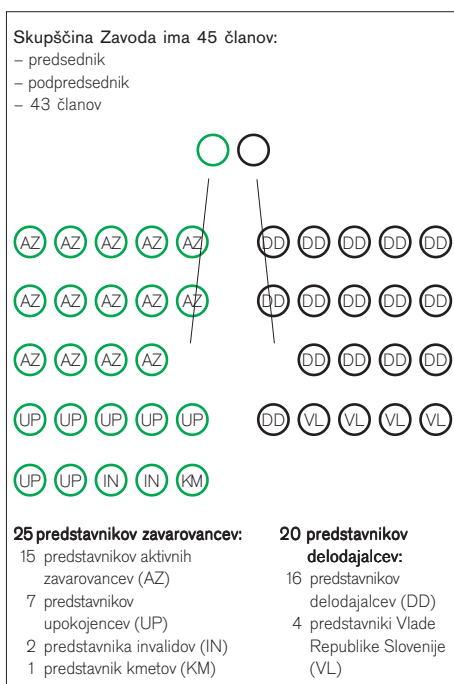 Skupščina Zavoda ima 45 članov:
– predsednik
– podpredsednik
– 43 članov
AZ AZ AZ AZ AZ DD DD DD DD DD
AZ AZ AZ AZ AZ DD DD DD DD DD
AZ AZ AZ AZ DD DD DD DD
UP UP UP UP UP DD VL VL VL VL
UP UP IN IN KM
25 predstavnikov zavarovancev:
15 predstavnikov aktivnih
zavarovancev (AZ)
7 predstavnikov
upokojencev (UP)
2 predstavnika invalidov (IN)
1 predstavnik kmetov (KM)
20 predstavnikov
delodajalcev:
16 predstavnikov
delodajalcev (DD)
4 predstavniki Vlade
Republike Slovenije
(VL)